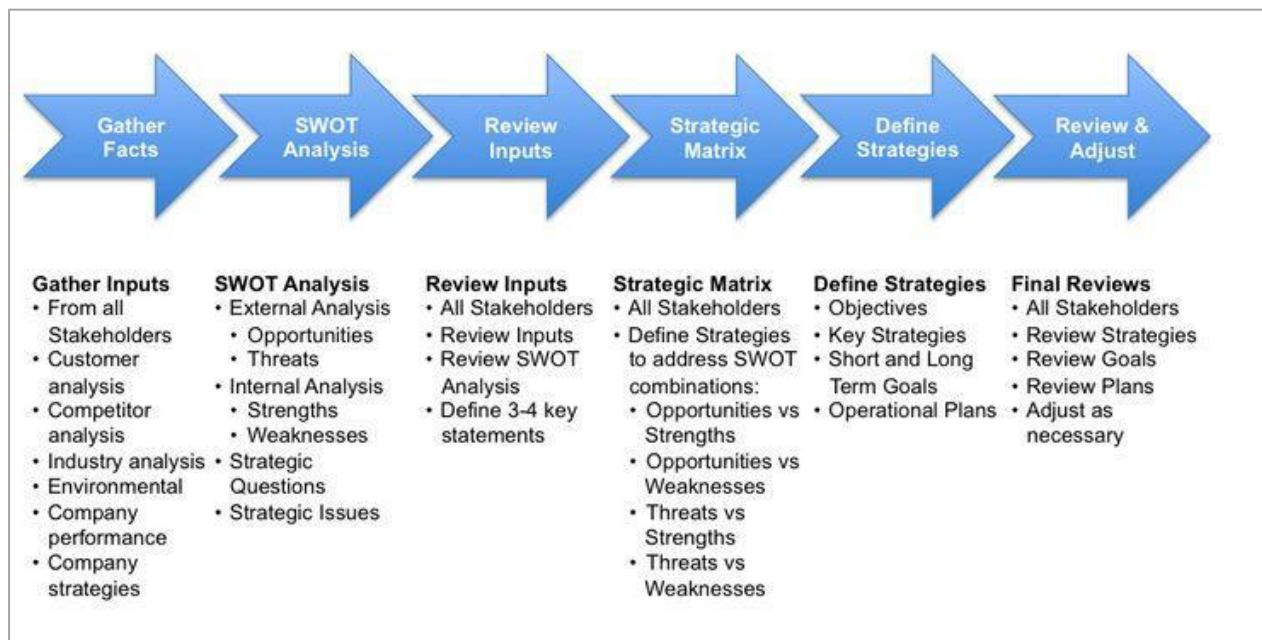 Gather
Facts
SWOT
Analysis
Review
Inputs
Strategic
Matrix
Define
Strategies
Review &
Adjust
Gather Inputs
• From all
Stakeholders
• Customer
analysis
• Competitor
analysis
• Industry analysis
• Environmental
• Company
performance
• Company
strategies
SWOT Analysis
• External Analysis
• Opportunities
• Threats
• Internal Analysis
• Strengths
• Weaknesses
• Strategic
Questions
• Strategic Issues
Review Inputs
• All Stakeholders
• Review Inputs
• Review SWOT
Analysis
• Define 3-4 key
statements
Strategic Matrix
• All Stakeholders
• Define Strategies
to address SWOT
combinations:
• Opportunities vs
Strengths
• Opportunities vs
Weaknesses
• Threats vs
Strengths
• Threats vs
Weaknesses
Define Strategies
• Objectives
• Key Strategies
• Short and Long
Term Goals
• Operational Plans
Final Reviews
• All Stakeholders
• Review Strategies
• Review Goals
• Review Plans
• Adjust as
necessary